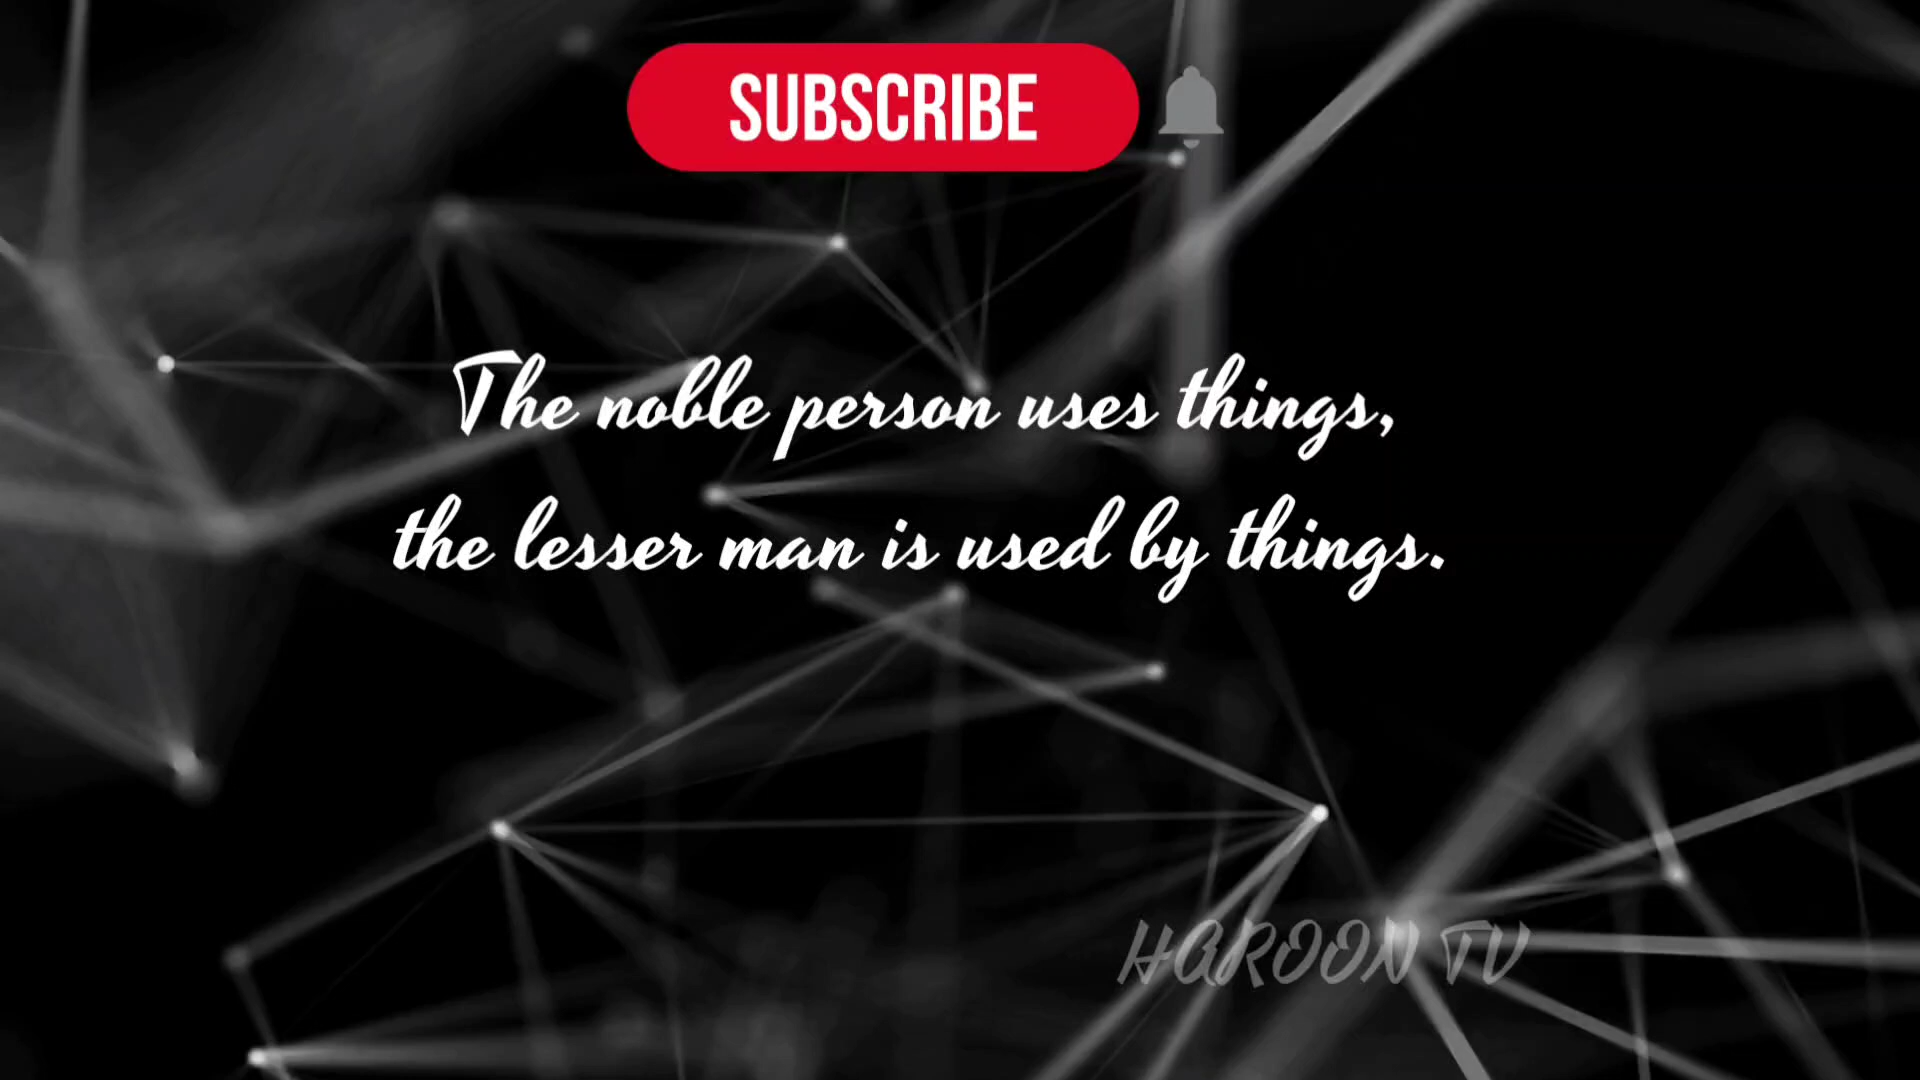 SUBSCRIBE
The noble person uses things,
the lesser man is used by things.
HAROON TV